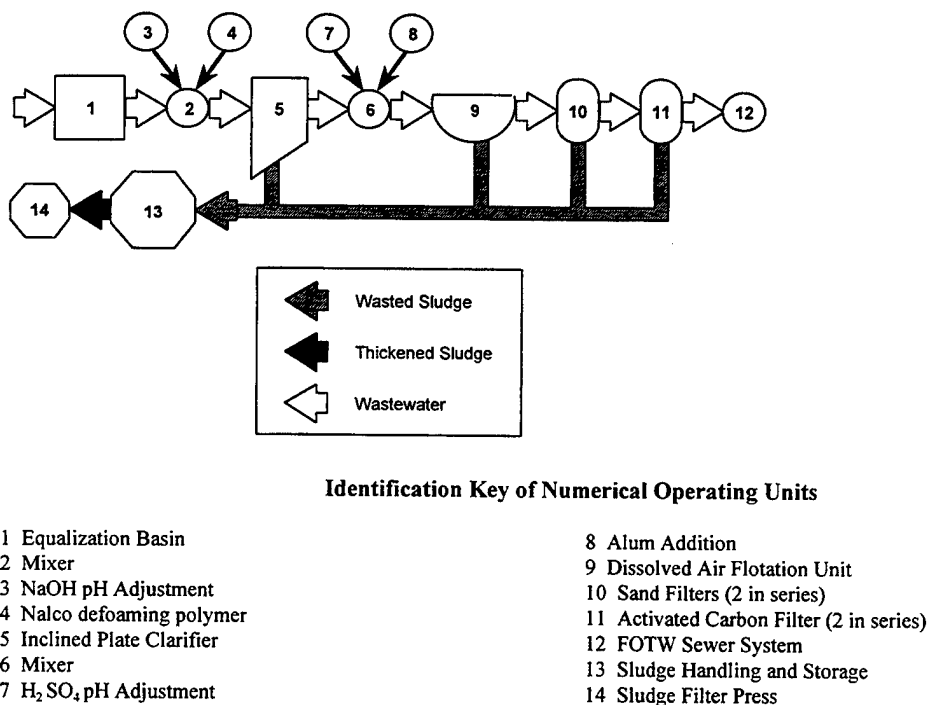 3 4 7 8
1 2 5 6 9 10 11 12
14 13
Wasted Sludge
Thickened Sludge
Wastewater
Identification Key of Numerical Operating Units
1 Equalization Basin
2 Mixer
3 NaOH pH Adjustment
4 Nalco defoaming polymer
5 Inclined Plate Clarifier
6 Mixer
7 H₂ SO₄ pH Adjustment
8 Alum Addition
9 Dissolved Air Flotation Unit
10 Sand Filters (2 in series)
11 Activated Carbon Filter (2 in series)
12 FOTW Sewer System
13 Sludge Handling and Storage
14 Sludge Filter Press